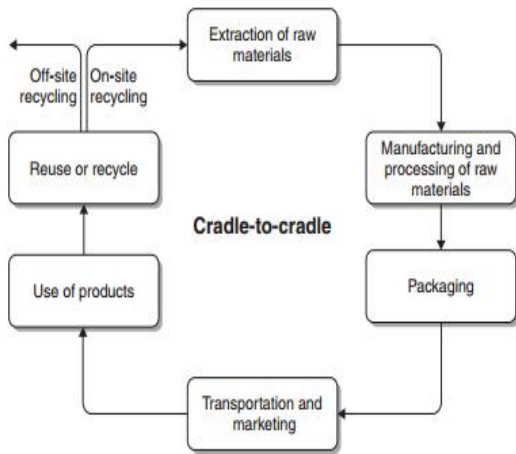 Extraction of raw
materials
Off-site
recycling
On-site
recycling
Manufacturing and
processing of raw
materials
Reuse or recycle
Cradle-to-cradle
Use of products
Packaging
Transportation and
marketing